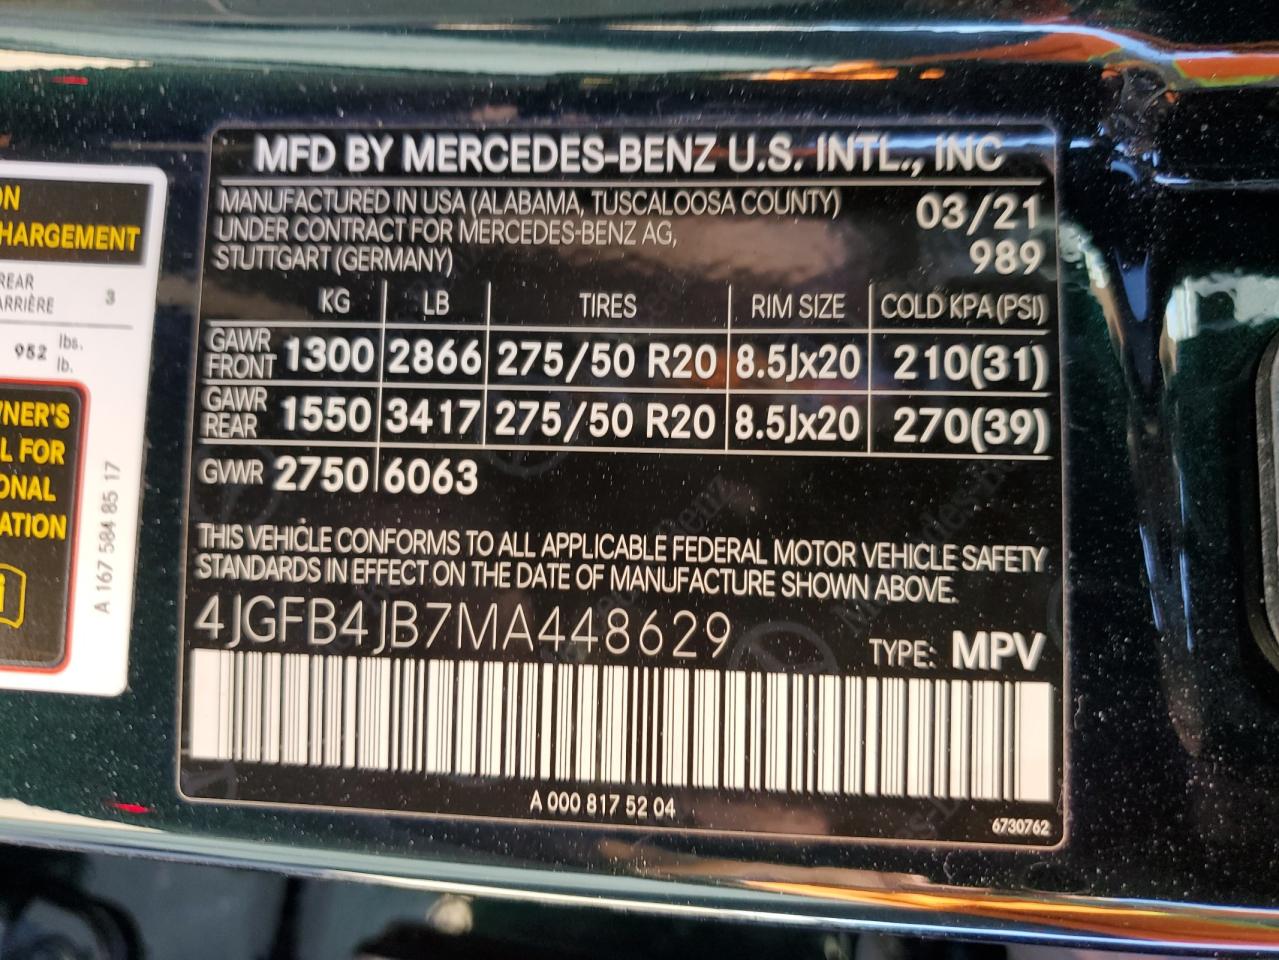 ON
HARGEMENT
REAR
ARRIÈRE 3
952 lbs.
lb.
WNER'S
L FOR
ONAL
ATION
A 167 584 85 17
MFD BY MERCEDES-BENZ U.S. INTL., INC
MANUFACTURED IN USA (ALABAMA, TUSCALOOSA COUNTY) 03/21
UNDER CONTRACT FOR MERCEDES-BENZ AG,
STUTTGART (GERMANY) 989
KG LB TIRES RIM SIZE COLD KPA (PSI)
GAWR FRONT 1300 2866 275/50 R20 8.5Jx20 210(31)
GAWR REAR 1550 3417 275/50 R20 8.5Jx20 270(39)
GVWR 2750 6063
THIS VEHICLE CONFORMS TO ALL APPLICABLE FEDERAL MOTOR VEHICLE SAFETY
STANDARDS IN EFFECT ON THE DATE OF MANUFACTURE SHOWN ABOVE.
4JGFB4JB7MA448629 TYPE: MPV
A 000 817 52 04
6730762